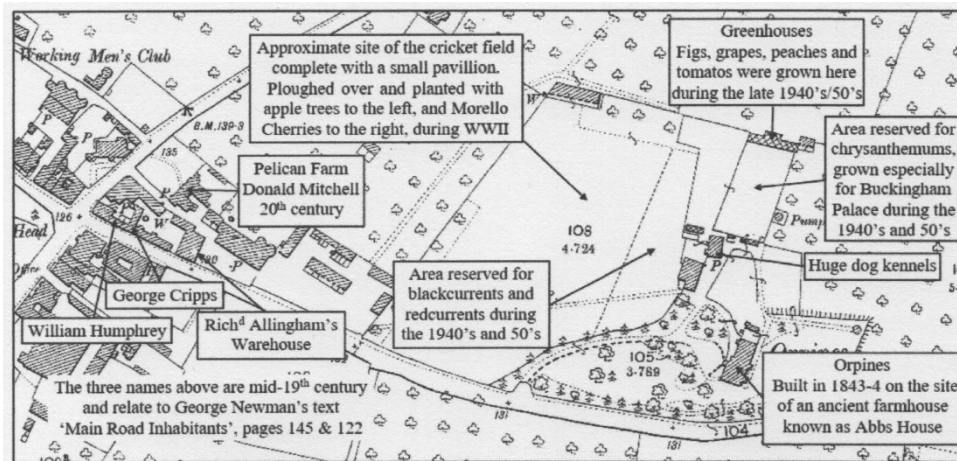 Working Men's Club
Approximate site of the cricket field
complete with a small pavillion.
Ploughed over and planted with
apple trees to the left, and Morello
Cherries to the right, during WWII
Greenhouses
Figs, grapes, peaches and
tomatos were grown here
during the late 1940's/50's
Area reserved for
chrysanthemums,
grown especially
for Buckingham
Palace during the
1940's and 50's
B.M.139·3
P
W
135
Pelican Farm
Donald Mitchell
20th century
P
P
W
126
Head
130
P
108
4·724
Pump
P
Huge dog kennels
George Cripps
William Humphrey
Richd Allingham's
Warehouse
Area reserved for
blackcurrents and
redcurrents during
the 1940's and 50's
105
3·769
Orpines
Orpines
Built in 1843-4 on the site
of an ancient farmhouse
known as Abbs House
The three names above are mid-19th century
and relate to George Newman's text
‘Main Road Inhabitants’, pages 145 & 122
131
131
104